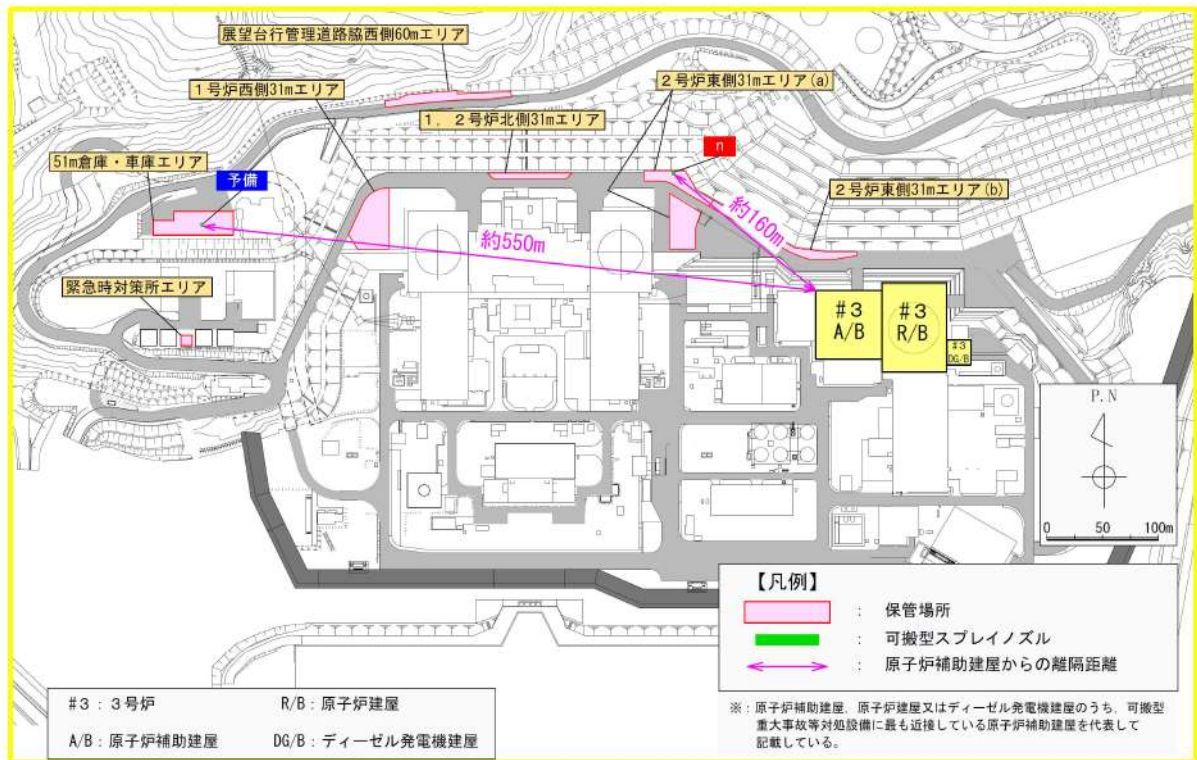 展望台行管理道路脇西側60mエリア
1号炉西側31mエリア
2号炉東側31mエリア(a)
1,2号炉北側31mエリア
n
51m倉庫・車庫エリア
予備
2号炉東側31mエリア(b)
約160m
約550m
緊急時対策所エリア
#3
A/B
#3
R/B
#3
DG/B
P.N
0 50 100m
【凡例】
: 保管場所
: 可搬型スプレイノズル
: 原子炉補助建屋からの離隔距離
#3:3号炉 R/B:原子炉建屋
A/B:原子炉補助建屋 DG/B:ディーゼル発電機建屋
※:原子炉補助建屋,原子炉建屋又はディーゼル発電機建屋のうち,可搬型
重大事故等対処設備に最も近接している原子炉補助建屋を代表して
記載している。